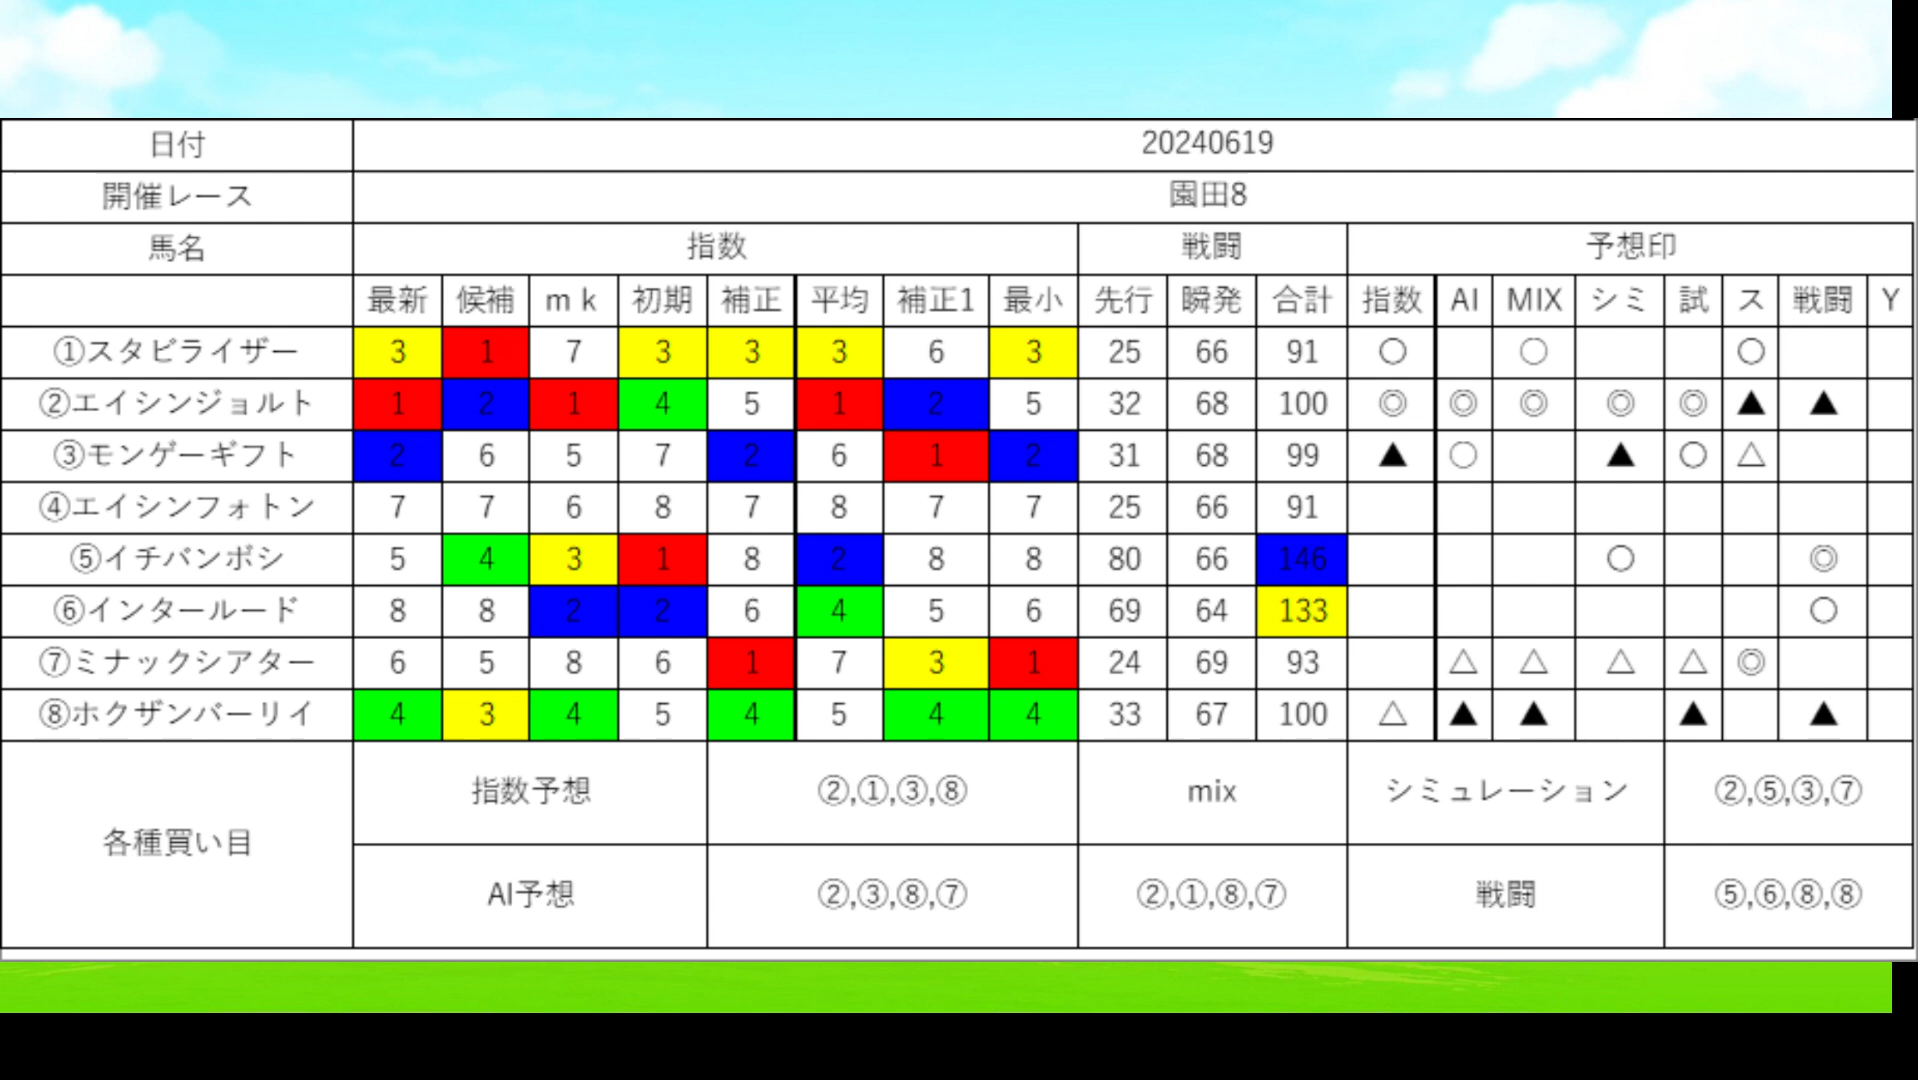 日付 20240619
開催レース 園田8
馬名 指数 戦闘 予想印
最新 候補 ｍｋ 初期 補正 平均 補正1 最小 先行 瞬発 合計 指数 AI MIX シミ 試 ス 戦闘 Y
①スタビライザー 3 1 7 3 3 3 6 3 25 66 91 ○ ○ ○
②エイシンジョルト 1 2 1 4 5 1 2 5 32 68 100 ◎ ◎ ◎ ◎ ◎ ▲ ▲
③モンゲーギフト 2 6 5 7 2 6 1 2 31 68 99 ▲ ○ ▲ ○ △
④エイシンフォトン 7 7 6 8 7 8 7 7 25 66 91
⑤イチバンボシ 5 4 3 1 8 2 8 8 80 66 146 ○ ◎
⑥インタールード 8 8 2 2 6 4 5 6 69 64 133 ○
⑦ミナックシアター 6 5 8 6 1 7 3 1 24 69 93 △ △ △ △ ◎
⑧ホクザンバーリイ 4 3 4 5 4 5 4 4 33 67 100 △ ▲ ▲ ▲ ▲
各種買い目
指数予想 ②,①,③,⑧ mix シミュレーション ②,⑤,③,⑦
AI予想 ②,③,⑧,⑦ ②,①,⑧,⑦ 戦闘 ⑤,⑥,⑧,⑧